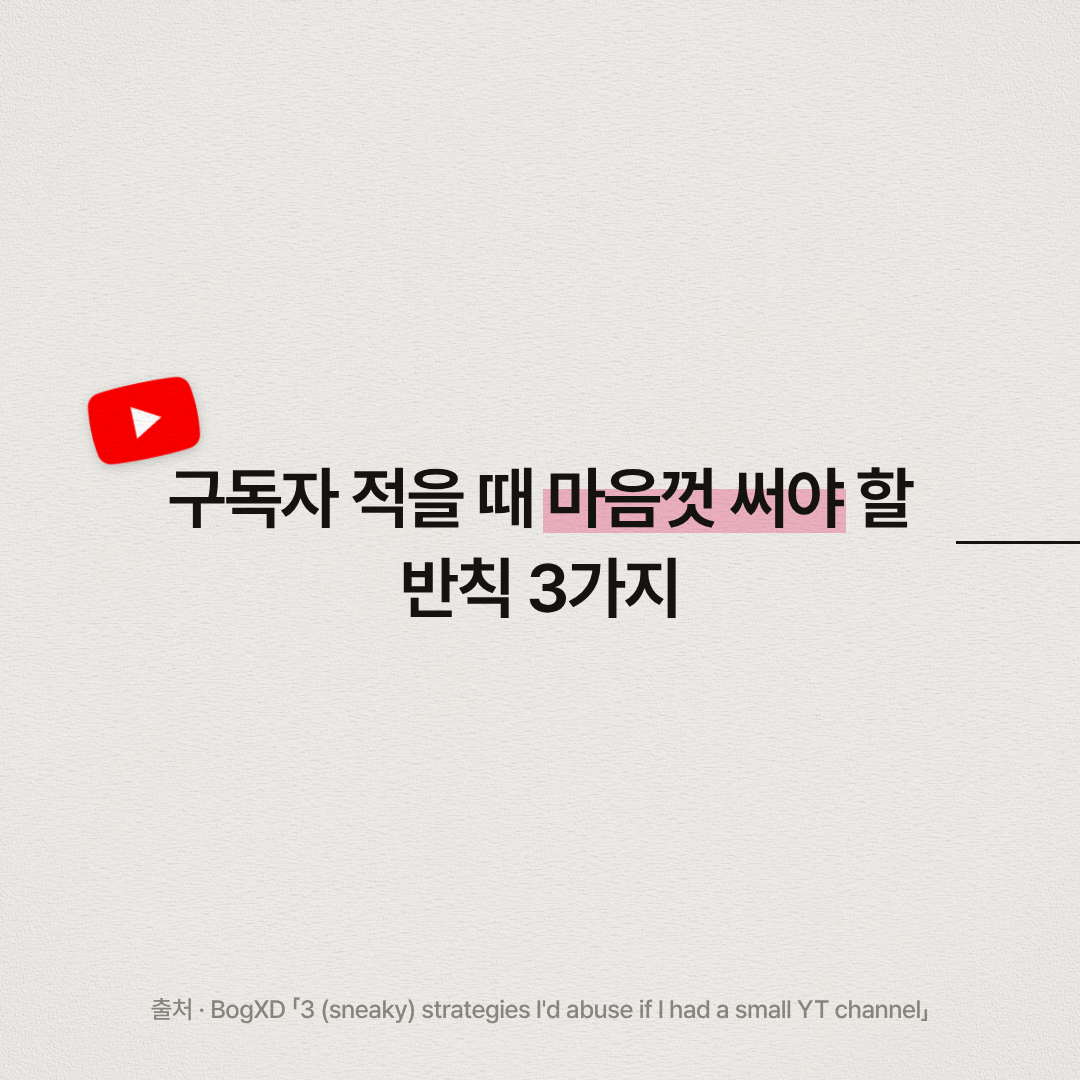 구독자 적을 때 마음껏 써야 할
반칙 3가지
출처 · BogXD 「3 (sneaky) strategies I'd abuse if I had a small YT channel」